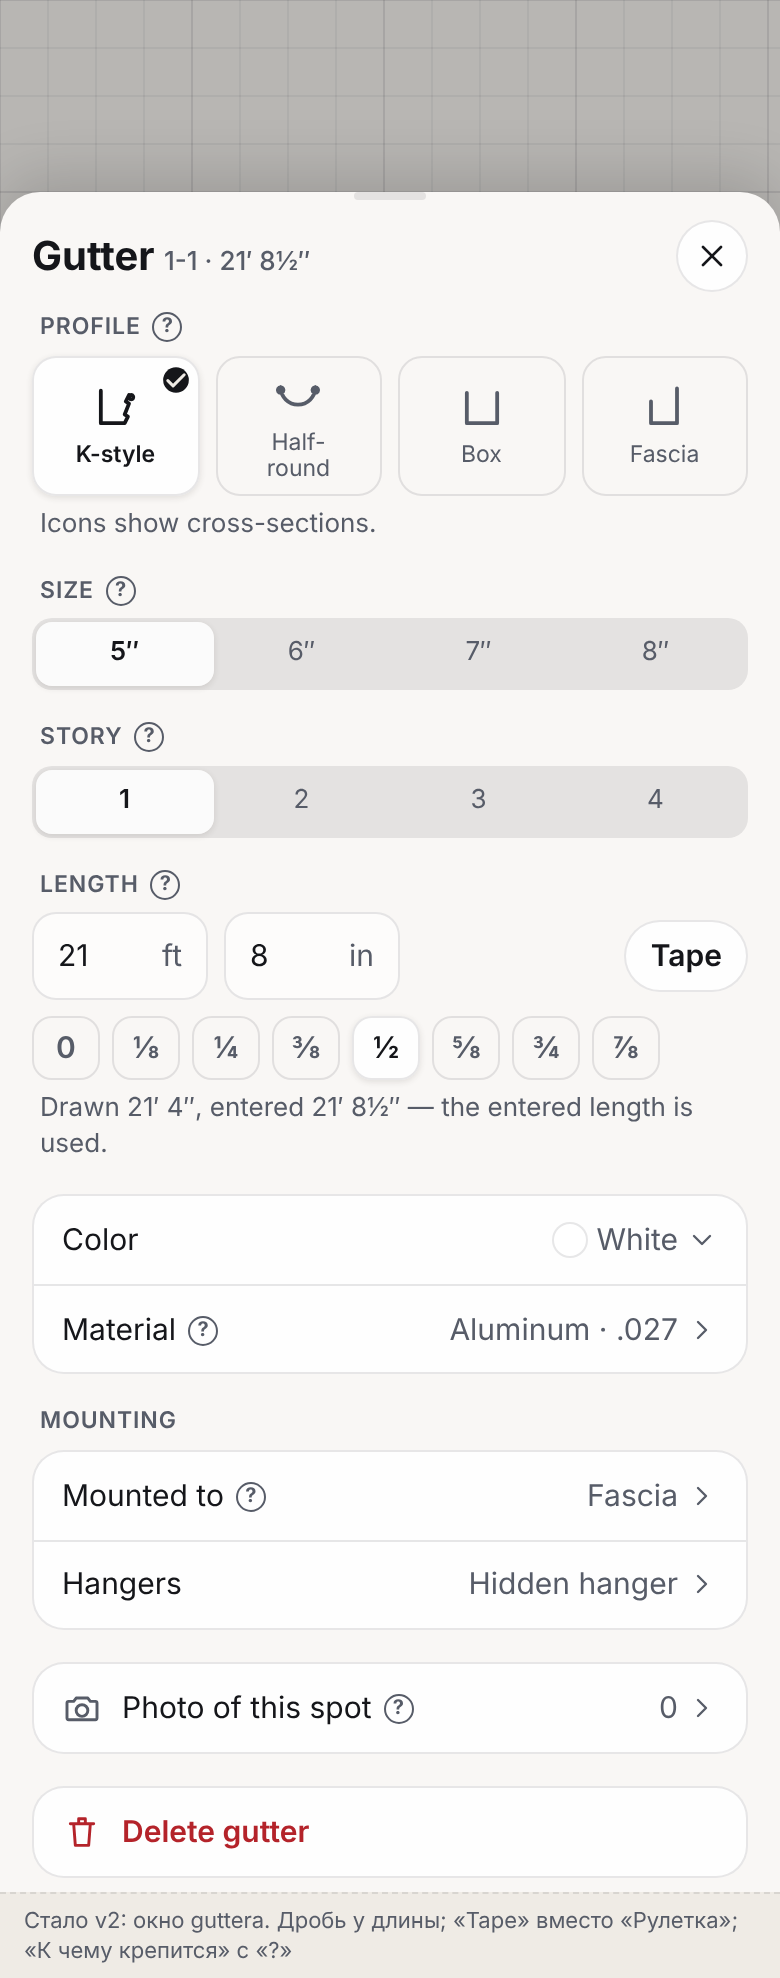 Gutter 1-1 · 21′ 8½″
PROFILE ?
K-style
Half-
round
Box
Fascia
Icons show cross-sections.
SIZE ?
5″ 6″ 7″ 8″
STORY ?
1 2 3 4
LENGTH ?
21 ft 8 in Tape
0 ⅛ ¼ ⅜ ½ ⅝ ¾ ⅞
Drawn 21′ 4″, entered 21′ 8½″ — the entered length is
used.
Color White
Material ? Aluminum · .027
MOUNTING
Mounted to ? Fascia
Hangers Hidden hanger
Photo of this spot ? 0
Delete gutter
Стало v2: окно guttera. Дробь у длины; «Tape» вместо «Рулетка»;
«К чему крепится» с «?»